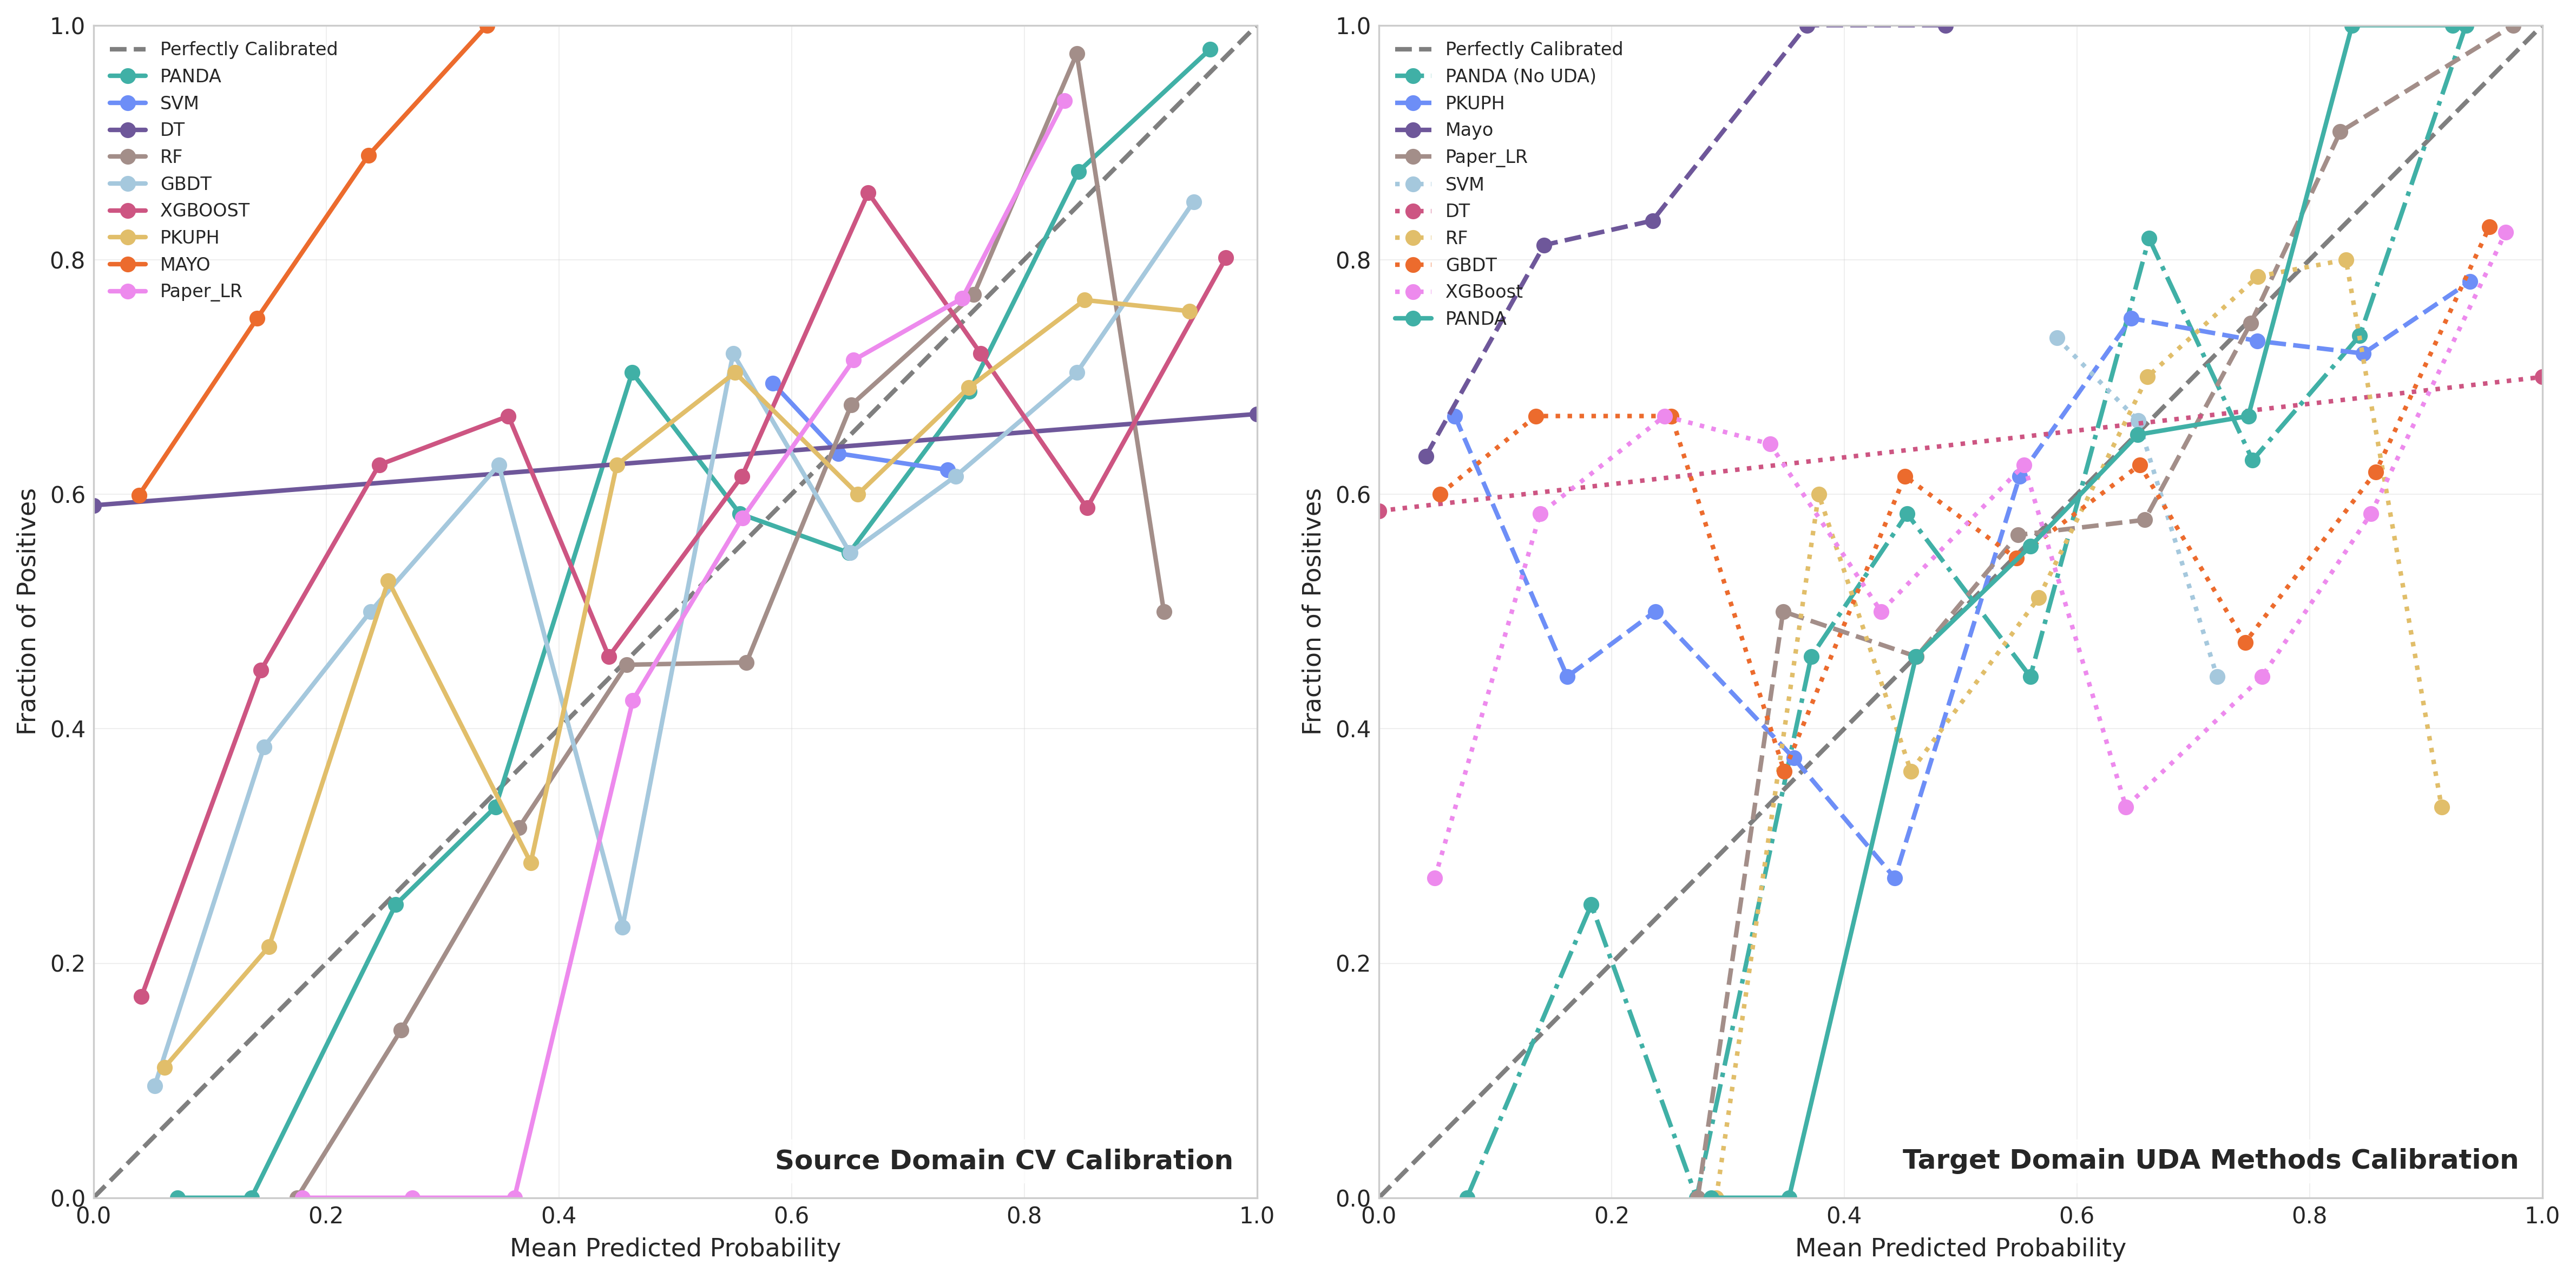 Perfectly Calibrated
PANDA
SVM
DT
RF
GBDT
XGBOOST
PKUPH
MAYO
Paper_LR
1.0
0.8
0.6
0.4
0.2
0.0
Fraction of Positives
Source Domain CV Calibration
0.0 0.2 0.4 0.6 0.8 1.0
Mean Predicted Probability
Perfectly Calibrated
PANDA (No UDA)
PKUPH
Mayo
Paper_LR
SVM
DT
RF
GBDT
XGBoost
PANDA
1.0
0.8
0.6
0.4
0.2
0.0
Fraction of Positives
Target Domain UDA Methods Calibration
0.0 0.2 0.4 0.6 0.8 1.0
Mean Predicted Probability